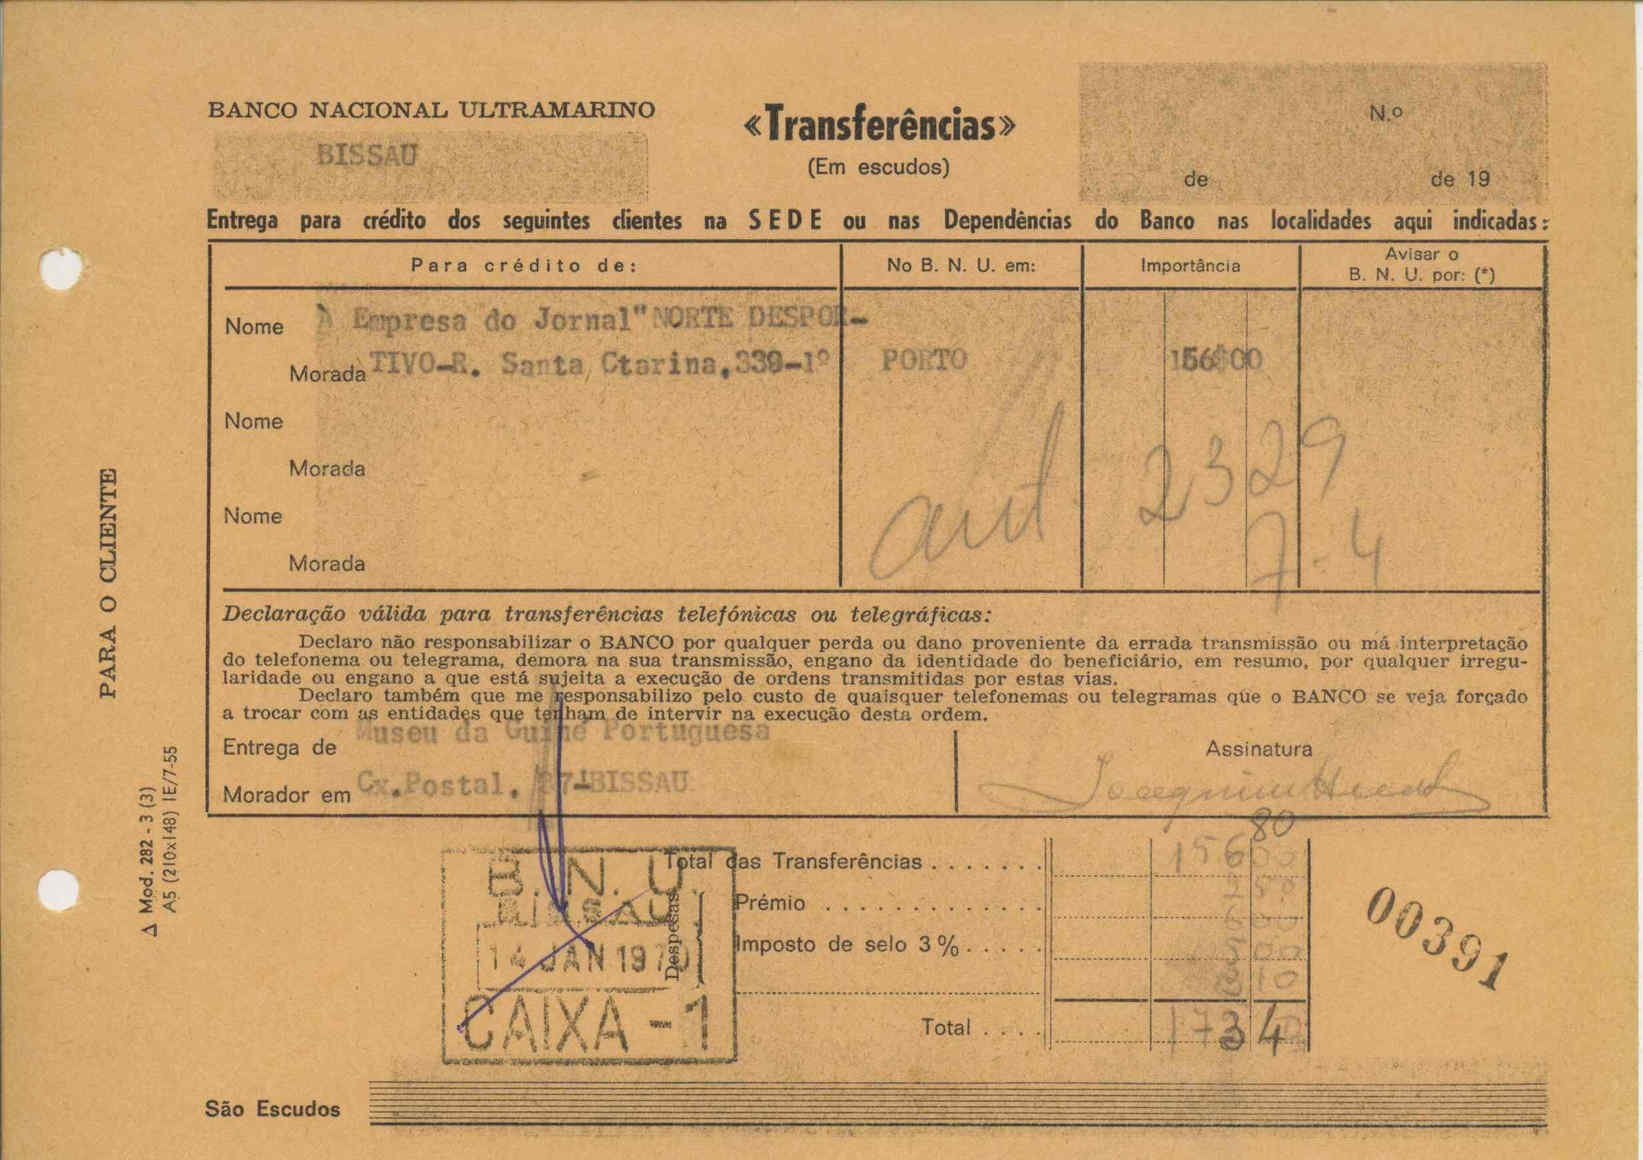 BANCO NACIONAL ULTRAMARINO
BISSAU
«Transferências»
(Em escudos)
N.º
de de 19
Entrega para crédito dos seguintes clientes na SEDE ou nas Dependências do Banco nas localidades aqui indicadas:
Para crédito de: No B. N. U. em: Importância Avisar o B. N. U. por: (*)
Nome À Empresa do Jornal"NORTE DESPOR-
Morada TIVO-R. Santa Ctarina,339-1º PORTO 156$00
Nome
Morada
Nome
Morada
aut 2329
7-4
Declaração válida para transferências telefónicas ou telegráficas:
Declaro não responsabilizar o BANCO por qualquer perda ou dano proveniente da errada transmissão ou má interpretação
do telefonema ou telegrama, demora na sua transmissão, engano da identidade do beneficiário, em resumo, por qualquer irregu-
laridade ou engano a que está sujeita a execução de ordens transmitidas por estas vias.
Declaro também que me responsabilizo pelo custo de quaisquer telefonemas ou telegramas que o BANCO se veja forçado
a trocar com as entidades que tenham de intervir na execução desta ordem.
Entrega de Museu da Guiné Portuguesa
Assinatura
Morador em Cx.Postal. 37-BISSAU
PARA O CLIENTE
Δ Mod. 282 - 3 (3)
A5 (210x148) IE/7-55
B. N. U.
BISSAU
14 JAN 1970
CAIXA - 1
80
Total das Transferências . . . . . . . 156 00
Despesas
Prémio . . . . . . . . . . . . .
Imposto de selo 3% . . . . .
Total . . . .
00391
São Escudos